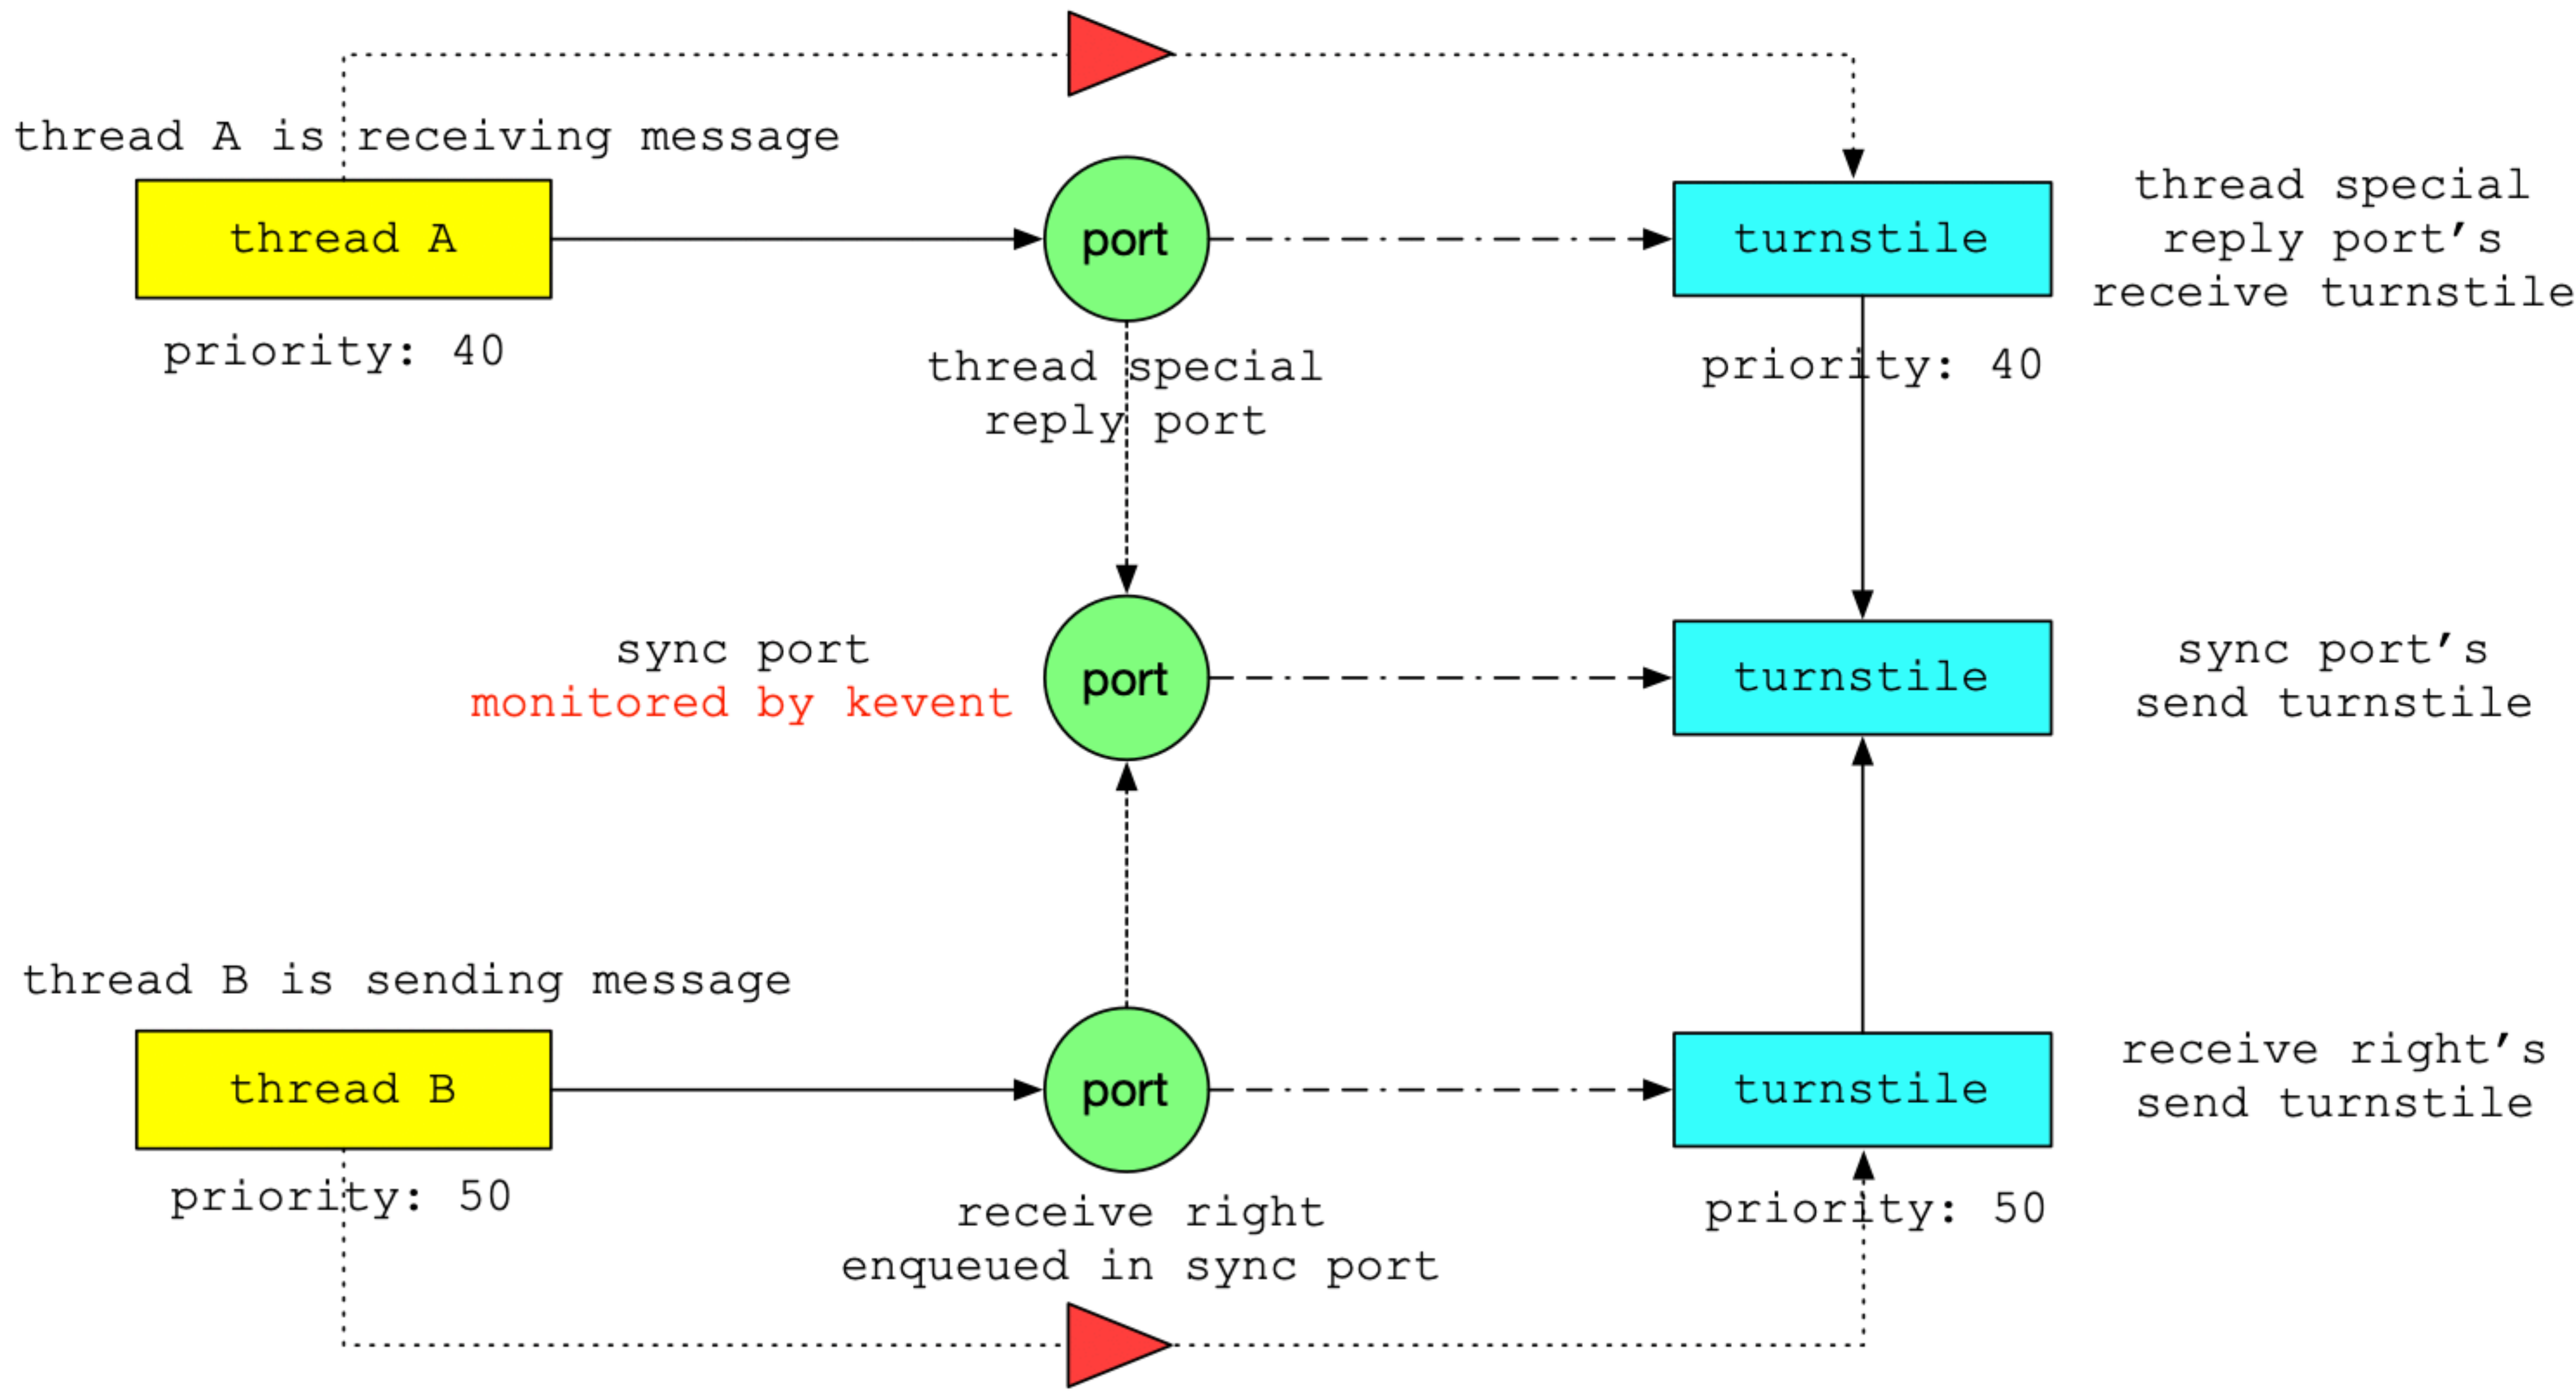 thread A is receiving message
thread A
priority: 40
port
thread special
reply port
turnstile
priority: 40
thread special
reply port's
receive turnstile
sync port
monitored by kevent
port
turnstile
sync port's
send turnstile
thread B is sending message
thread B
priority: 50
port
receive right
enqueued in sync port
turnstile
priority: 50
receive right's
send turnstile